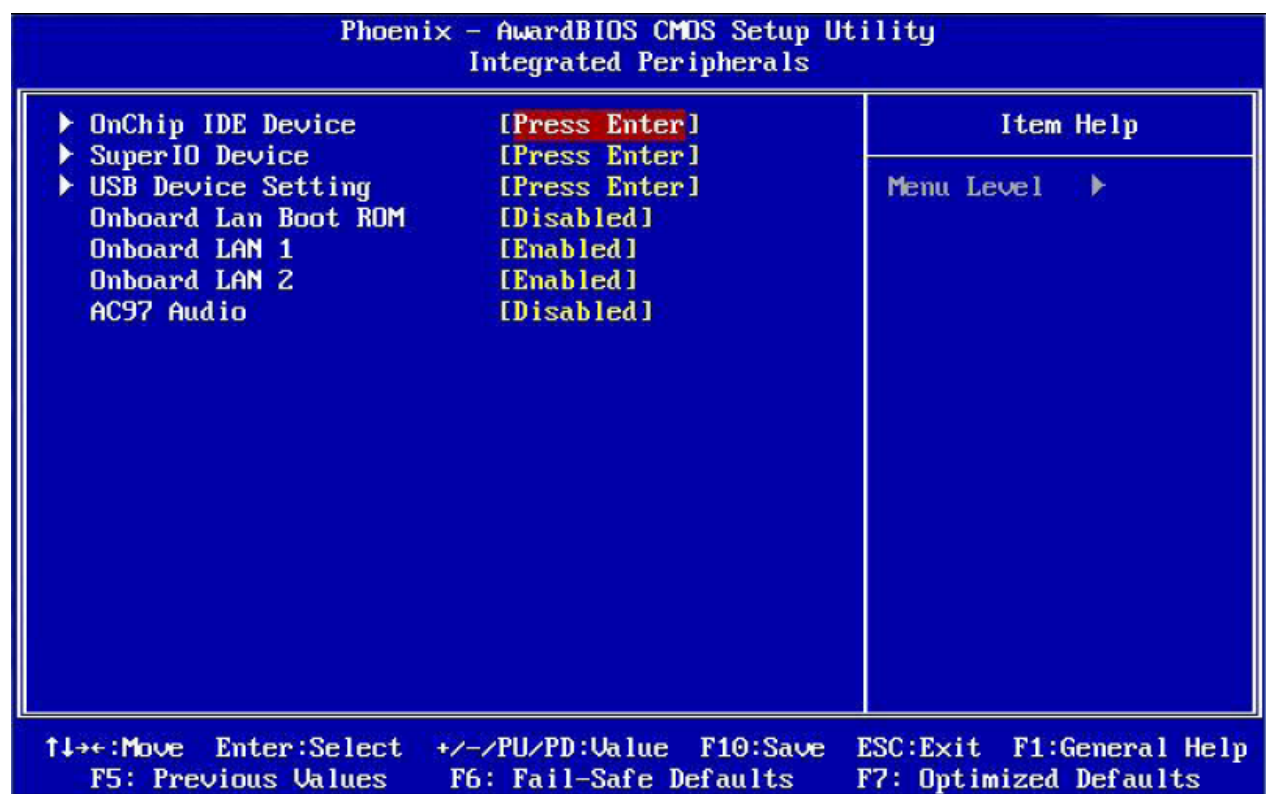 Phoenix - AwardBIOS CMOS Setup Utility
Integrated Peripherals
OnChip IDE Device [Press Enter]
SuperIO Device [Press Enter]
USB Device Setting [Press Enter]
Onboard Lan Boot ROM [Disabled]
Onboard LAN 1 [Enabled]
Onboard LAN 2 [Enabled]
AC97 Audio [Disabled]
Item Help
Menu Level
↑↓→←:Move Enter:Select +/-/PU/PD:Value F10:Save ESC:Exit F1:General Help
F5: Previous Values F6: Fail-Safe Defaults F7: Optimized Defaults